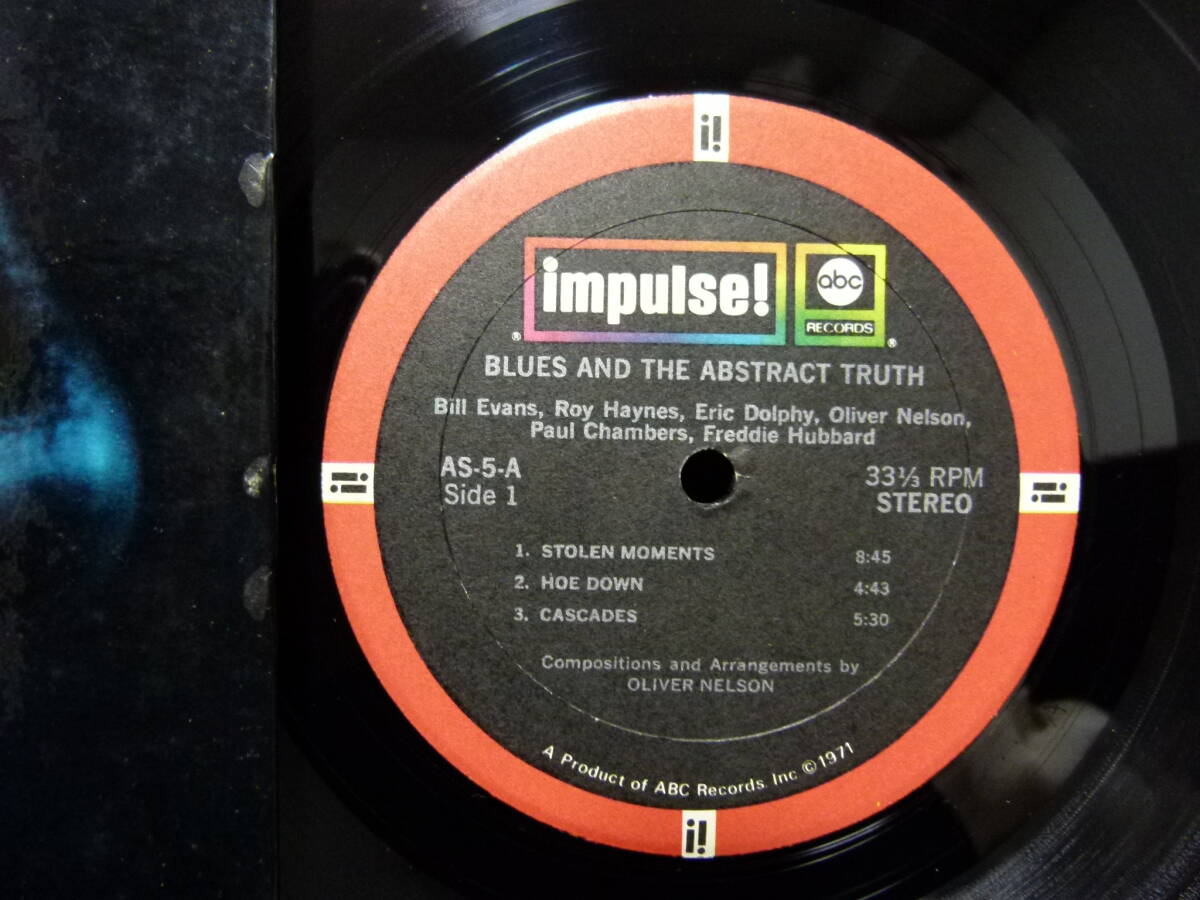 i!
impulse!
abc
RECORDS
®
®
BLUES AND THE ABSTRACT TRUTH
Bill Evans, Roy Haynes, Eric Dolphy, Oliver Nelson,
Paul Chambers, Freddie Hubbard
AS-5-A
33⅓ RPM
Side 1
STEREO
i!
i!
1. STOLEN MOMENTS 8:45
2. HOE DOWN 4:43
3. CASCADES 5:30
Compositions and Arrangements by
OLIVER NELSON
A Product of ABC Records. Inc © 1971
i!